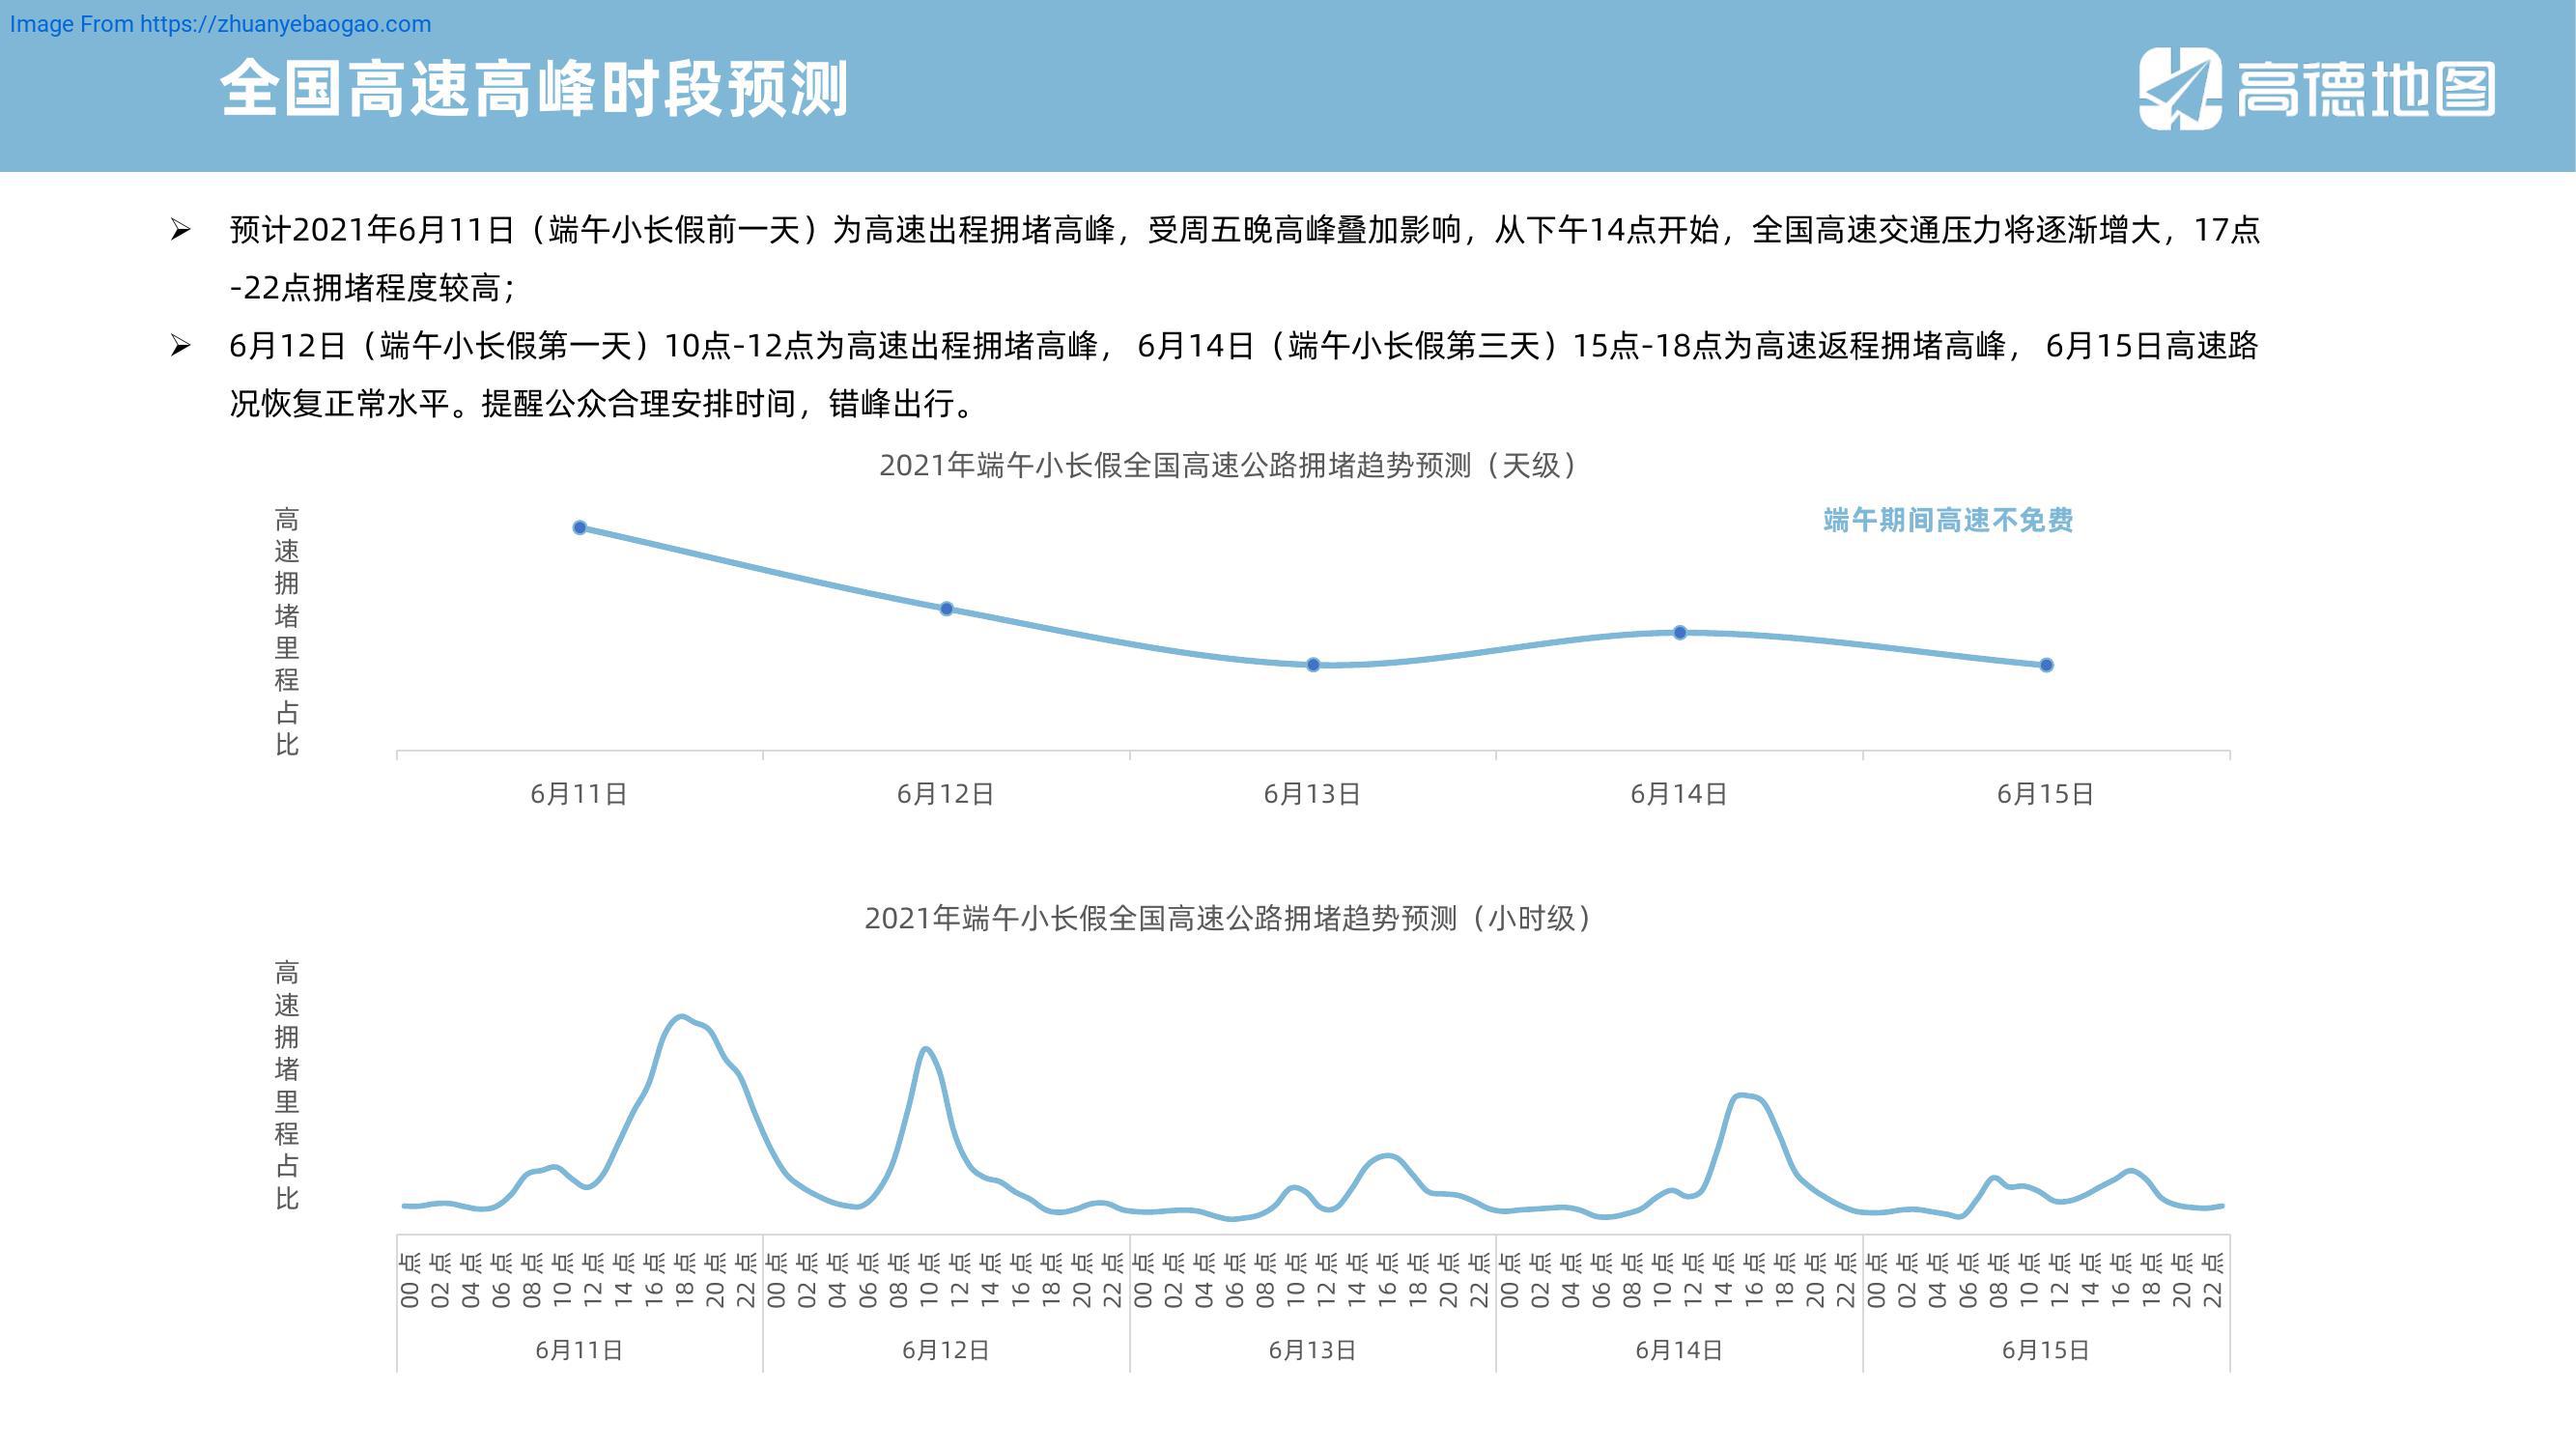 Image From https://zhuanyebaogao.com
全国高速高峰时段预测
高德地图
➢ 预计2021年6月11日（端午小长假前一天）为高速出程拥堵高峰，受周五晚高峰叠加影响，从下午14点开始，全国高速交通压力将逐渐增大，17点
-22点拥堵程度较高；
➢ 6月12日（端午小长假第一天）10点-12点为高速出程拥堵高峰， 6月14日（端午小长假第三天）15点-18点为高速返程拥堵高峰， 6月15日高速路
况恢复正常水平。提醒公众合理安排时间，错峰出行。
2021年端午小长假全国高速公路拥堵趋势预测（天级）
高速拥堵里程占比
端午期间高速不免费
6月11日 6月12日 6月13日 6月14日 6月15日
2021年端午小长假全国高速公路拥堵趋势预测（小时级）
高速拥堵里程占比
00点 02点 04点 06点 08点 10点 12点 14点 16点 18点 20点 22点 00点 02点 04点 06点 08点 10点 12点 14点 16点 18点 20点 22点 00点 02点 04点 06点 08点 10点 12点 14点 16点 18点 20点 22点 00点 02点 04点 06点 08点 10点 12点 14点 16点 18点 20点 22点 00点 02点 04点 06点 08点 10点 12点 14点 16点 18点 20点 22点
6月11日 6月12日 6月13日 6月14日 6月15日